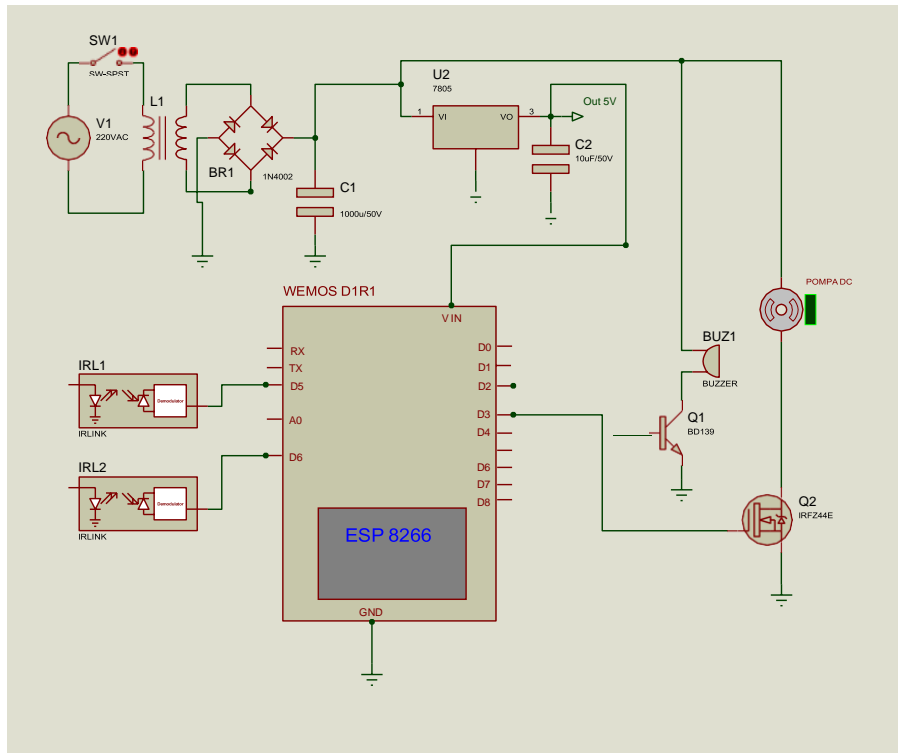 SW1
SW-SPST
L1
V1
220VAC
BR1
1N4002
C1
1000u/50V
U2
7805
1
VI
VO
3
Out 5V
C2
10uF/50V
WEMOS D1R1
V IN
RX
TX
D5
A0
D6
D0
D1
D2
D3
D4
D6
D7
D8
ESP 8266
GND
IRL1
Demodulator
IRLINK
IRL2
Demodulator
IRLINK
POMPA DC
BUZ1
BUZZER
Q1
BD139
Q2
IRFZ44E